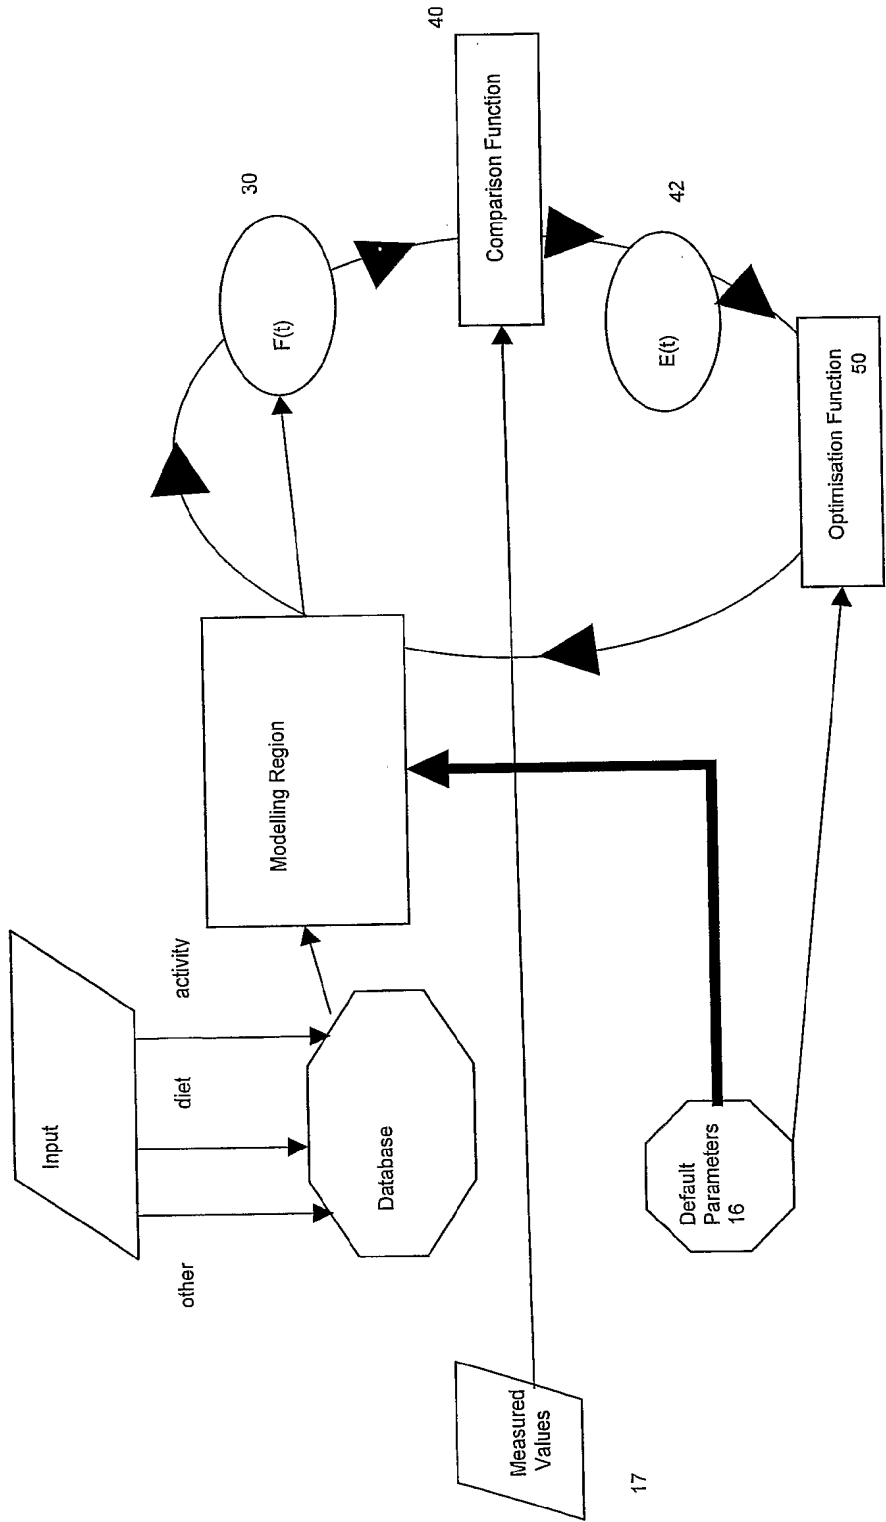 Input
other
diet
activity
Database
Modelling Region
30
F(t)
40
Comparison Function
42
E(t)
Optimisation Function
50
Default
Parameters
16
Measured
Values
17